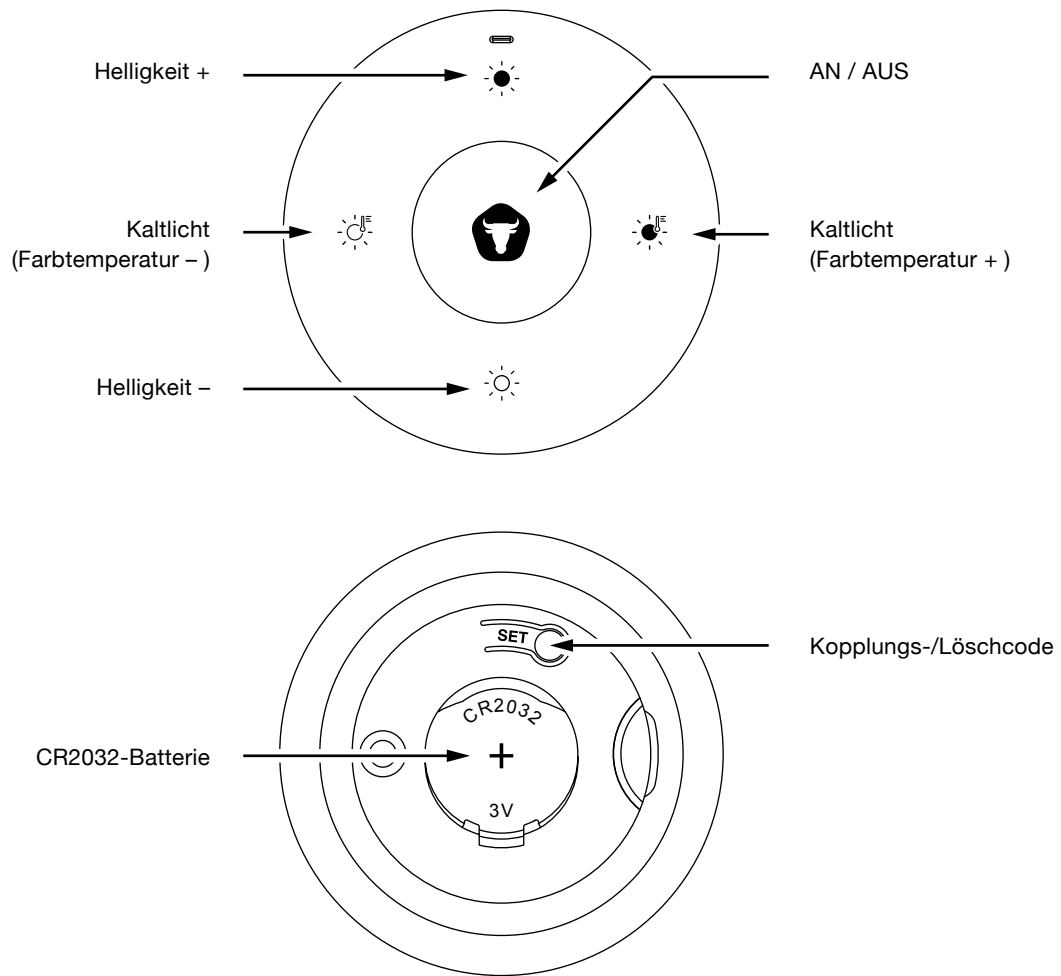 Helligkeit +
AN / AUS
Kaltlicht
(Farbtemperatur – )
Kaltlicht
(Farbtemperatur + )
Helligkeit –
SET
Kopplungs-/Löschcode
CR2032
CR2032-Batterie
+
3V